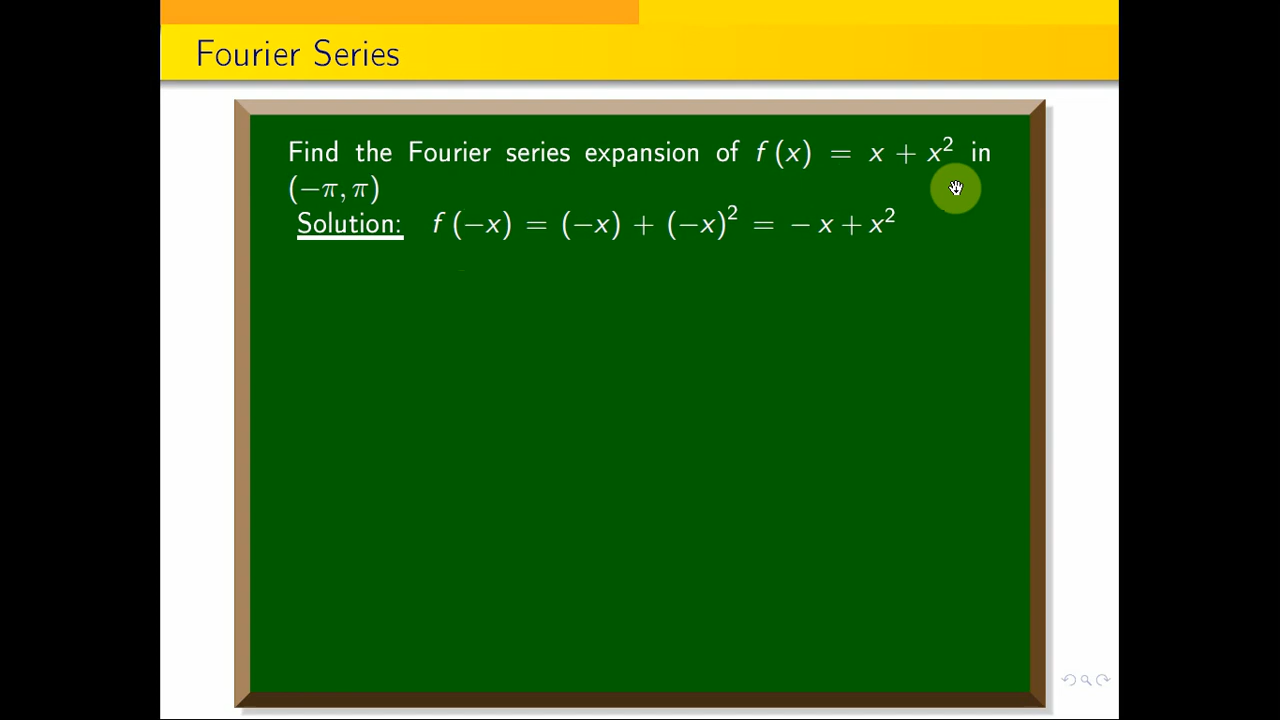 Fourier Series
Find the Fourier series expansion of f (x) = x + x² in
(−π, π)
Solution: f (−x) = (−x) + (−x)² = − x + x²